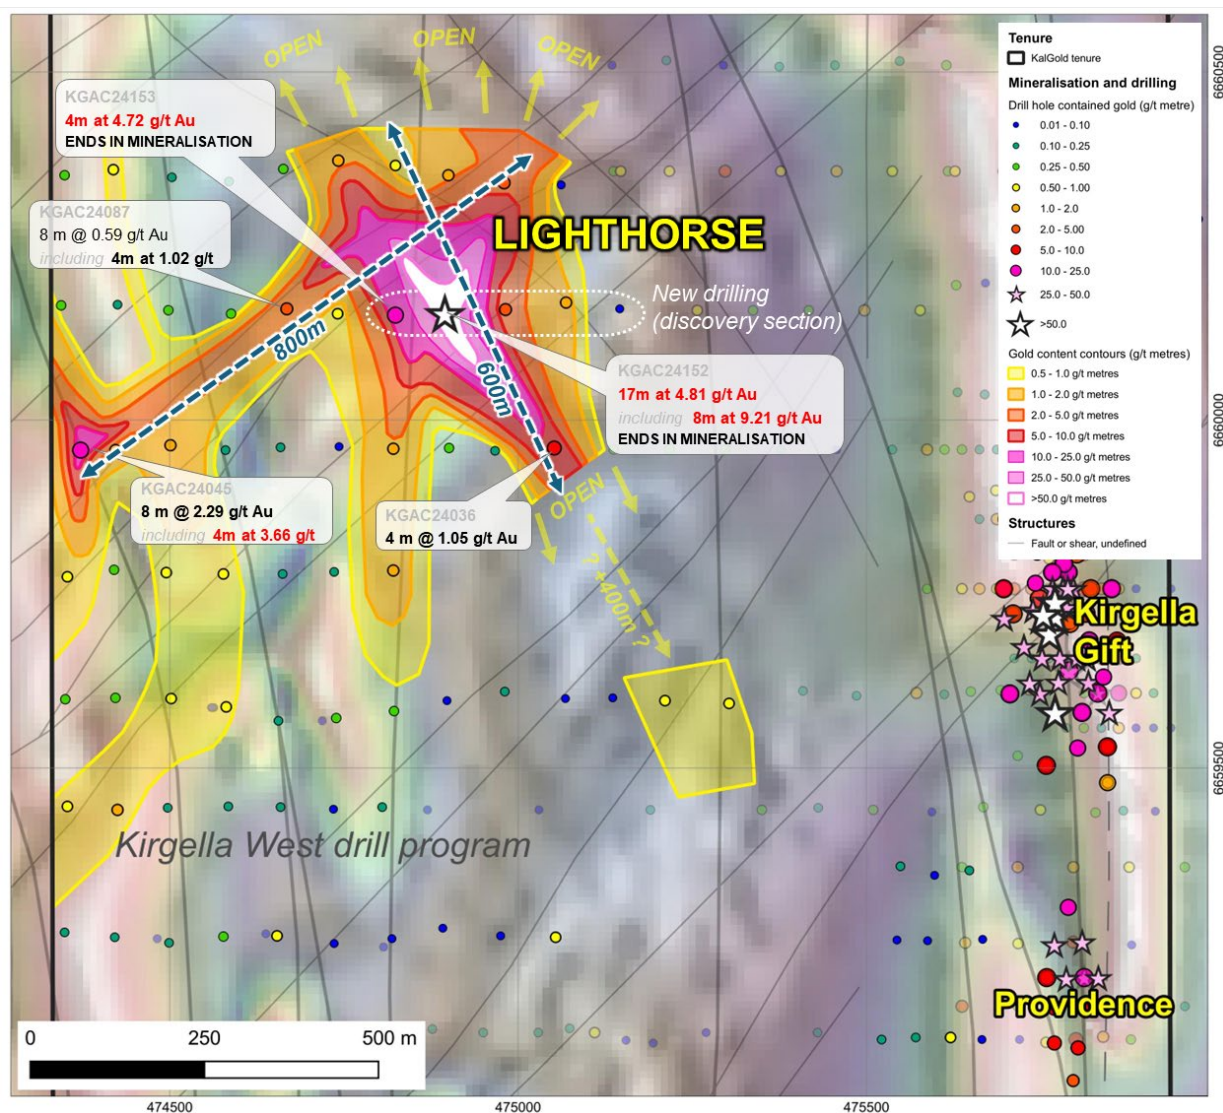 OPEN
OPEN
OPEN
KGAC24153
4m at 4.72 g/t Au
ENDS IN MINERALISATION
KGAC24087
8 m @ 0.59 g/t Au
including 4m at 1.02 g/t
LIGHTHORSE
New drilling
(discovery section)
800m
600m
KGAC24152
17m at 4.81 g/t Au
including 8m at 9.21 g/t Au
ENDS IN MINERALISATION
KGAC24045
8 m @ 2.29 g/t Au
including 4m at 3.66 g/t
KGAC24036
4 m @ 1.05 g/t Au
OPEN
? +400m ?
Kirgella
Gift
Kirgella West drill program
Providence
0 250 500 m
474500 475000 475500
6660500
6660000
6659500
Tenure
KalGold tenure
Mineralisation and drilling
Drill hole contained gold (g/t metre)
0.01 - 0.10
0.10 - 0.25
0.25 - 0.50
0.50 - 1.00
1.0 - 2.0
2.0 - 5.00
5.0 - 10.0
10.0 - 25.0
25.0 - 50.0
>50.0
Gold content contours (g/t metres)
0.5 - 1.0 g/t metres
1.0 - 2.0 g/t metres
2.0 - 5.0 g/t metres
5.0 - 10.0 g/t metres
10.0 - 25.0 g/t metres
25.0 - 50.0 g/t metres
>50.0 g/t metres
Structures
Fault or shear, undefined